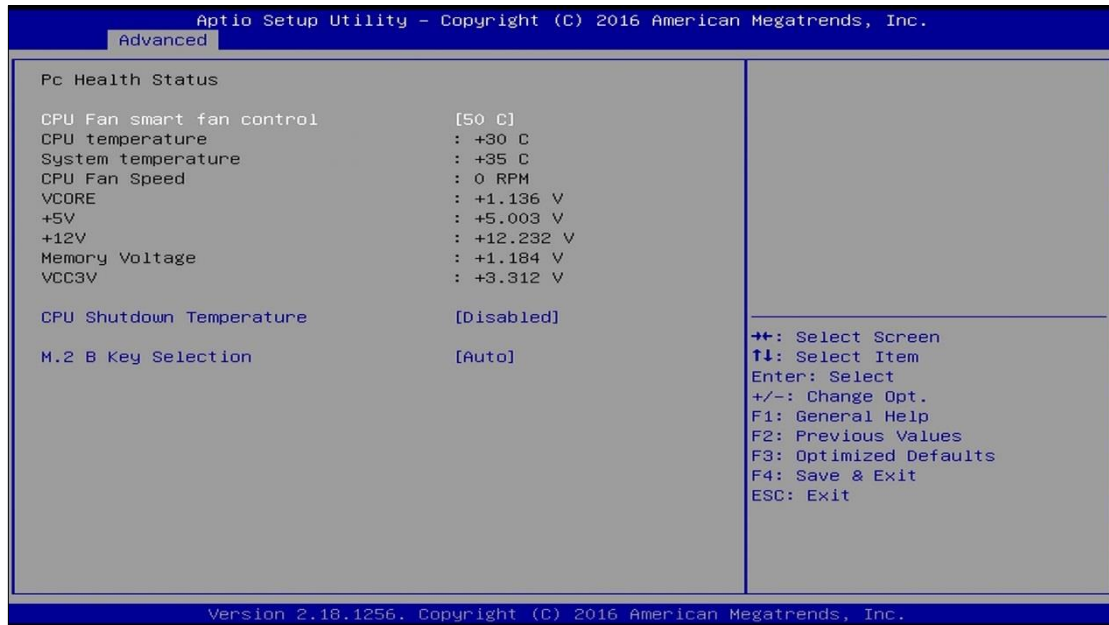 Aptio Setup Utility – Copyright (C) 2016 American Megatrends, Inc.
Advanced
Pc Health Status
CPU Fan smart fan control [50 C]
CPU temperature : +30 C
System temperature : +35 C
CPU Fan Speed : 0 RPM
VCORE : +1.136 V
+5V : +5.003 V
+12V : +12.232 V
Memory Voltage : +1.184 V
VCC3V : +3.312 V
CPU Shutdown Temperature [Disabled]
M.2 B Key Selection [Auto]
→←: Select Screen
↑↓: Select Item
Enter: Select
+/-: Change Opt.
F1: General Help
F2: Previous Values
F3: Optimized Defaults
F4: Save & Exit
ESC: Exit
Version 2.18.1256. Copyright (C) 2016 American Megatrends, Inc.